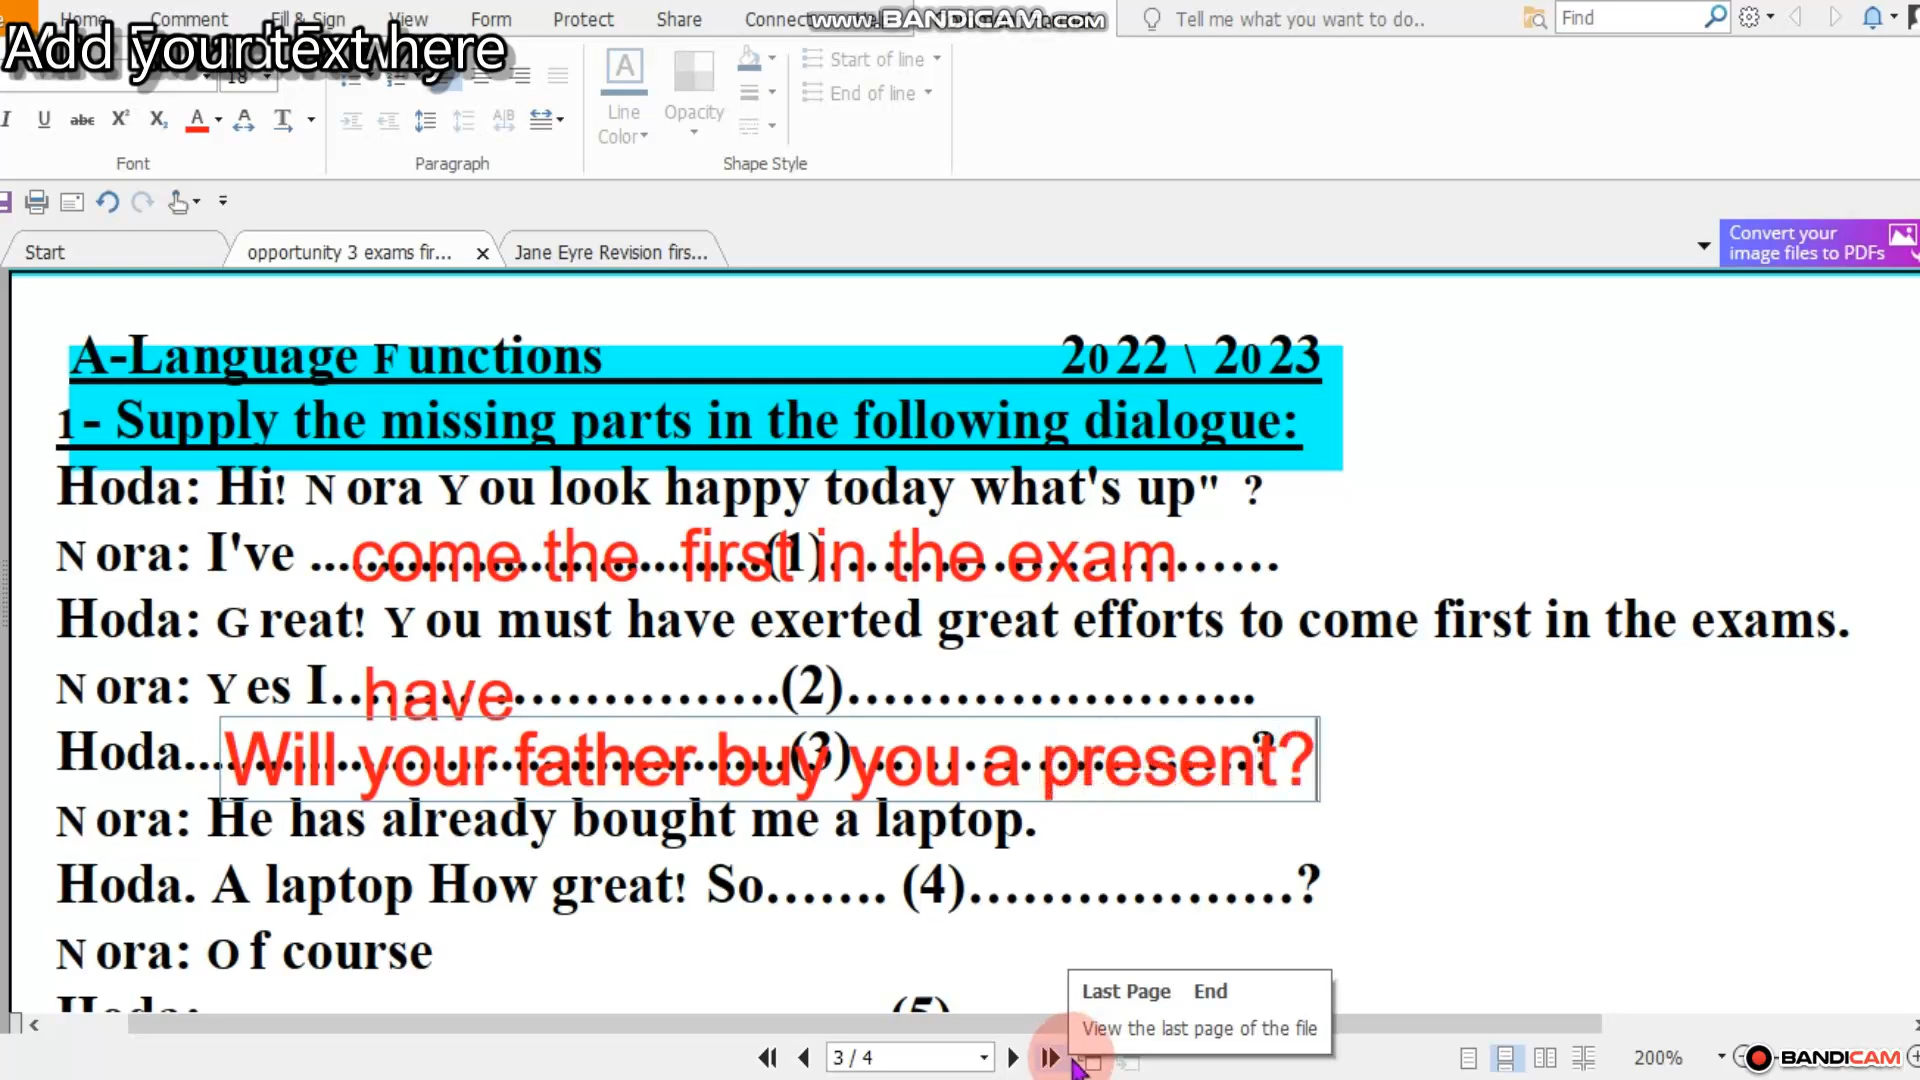 Home Comment Fill & Sign View Form Protect Share Connect Tell me what you want to do.. Find
www.BANDICAM.com
Add your text here
18
Line Color
Opacity
Start of line
End of line
Font Paragraph Shape Style
Start opportunity 3 exams fir... Jane Eyre Revision firs...
Convert your
image files to PDFs
A-Language Functions 2022 \ 2023
1- Supply the missing parts in the following dialogue:
Hoda: Hi! Nora You look happy today what's up" ?
Nora: I've ..............................(1)..............................
come the first in the exam
Hoda: Great! You must have exerted great efforts to come first in the exams.
Nora: Yes I..............................(2)..............................
have
Hoda..............................(3)..............................?
Will your father buy you a present?
Nora: He has already bought me a laptop.
Hoda. A laptop How great! So....... (4)....................?
Nora: Of course
Last Page End
View the last page of the file
3 / 4
200%
BANDICAM